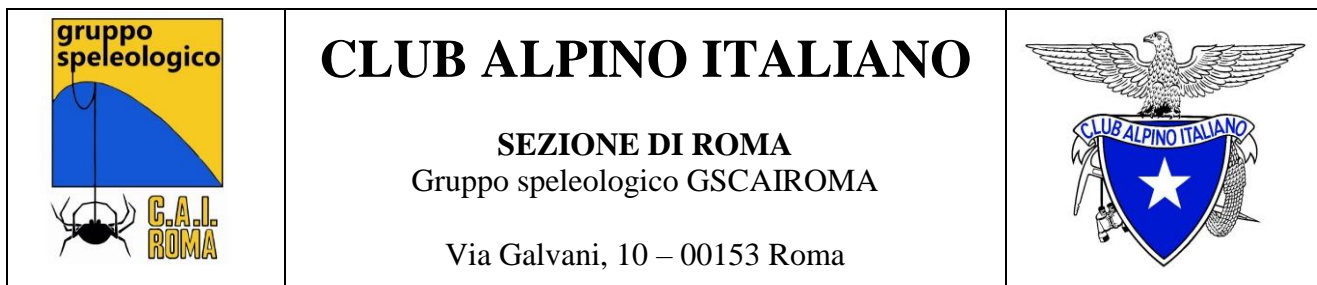 gruppo
speleologico
C.A.I.
ROMA
CLUB ALPINO ITALIANO
SEZIONE DI ROMA
Gruppo speleologico GSCAIROMA
Via Galvani, 10 – 00153 Roma
CLUB ALPINO ITALIANO